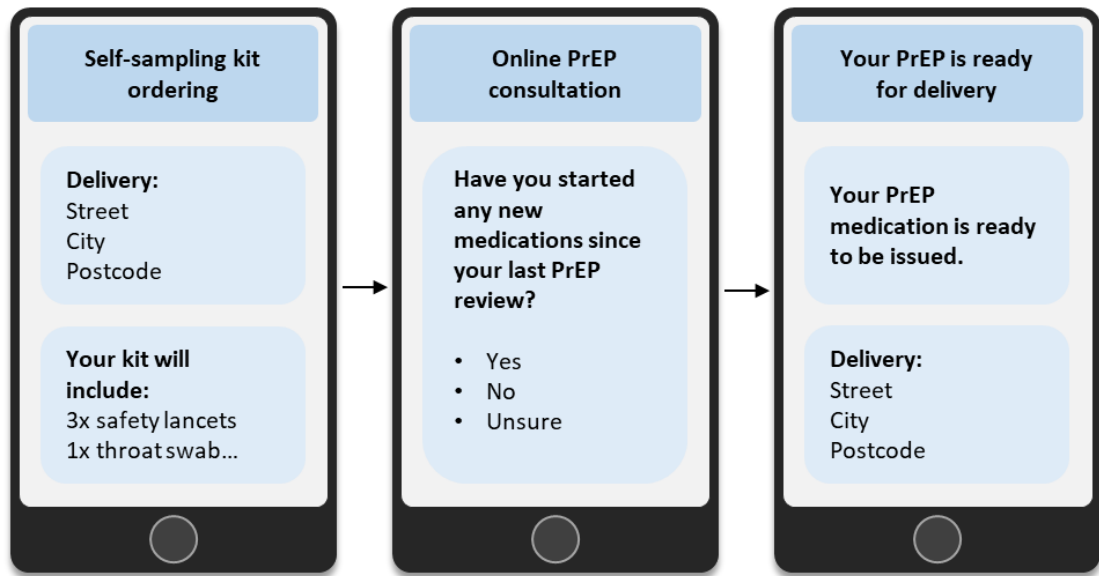 Self-sampling kit
ordering
Delivery:
Street
City
Postcode
Your kit will
include:
3x safety lancets
1x throat swab...
Online PrEP
consultation
Have you started
any new
medications since
your last PrEP
review?
• Yes
• No
• Unsure
Your PrEP is ready
for delivery
Your PrEP
medication is ready
to be issued.
Delivery:
Street
City
Postcode